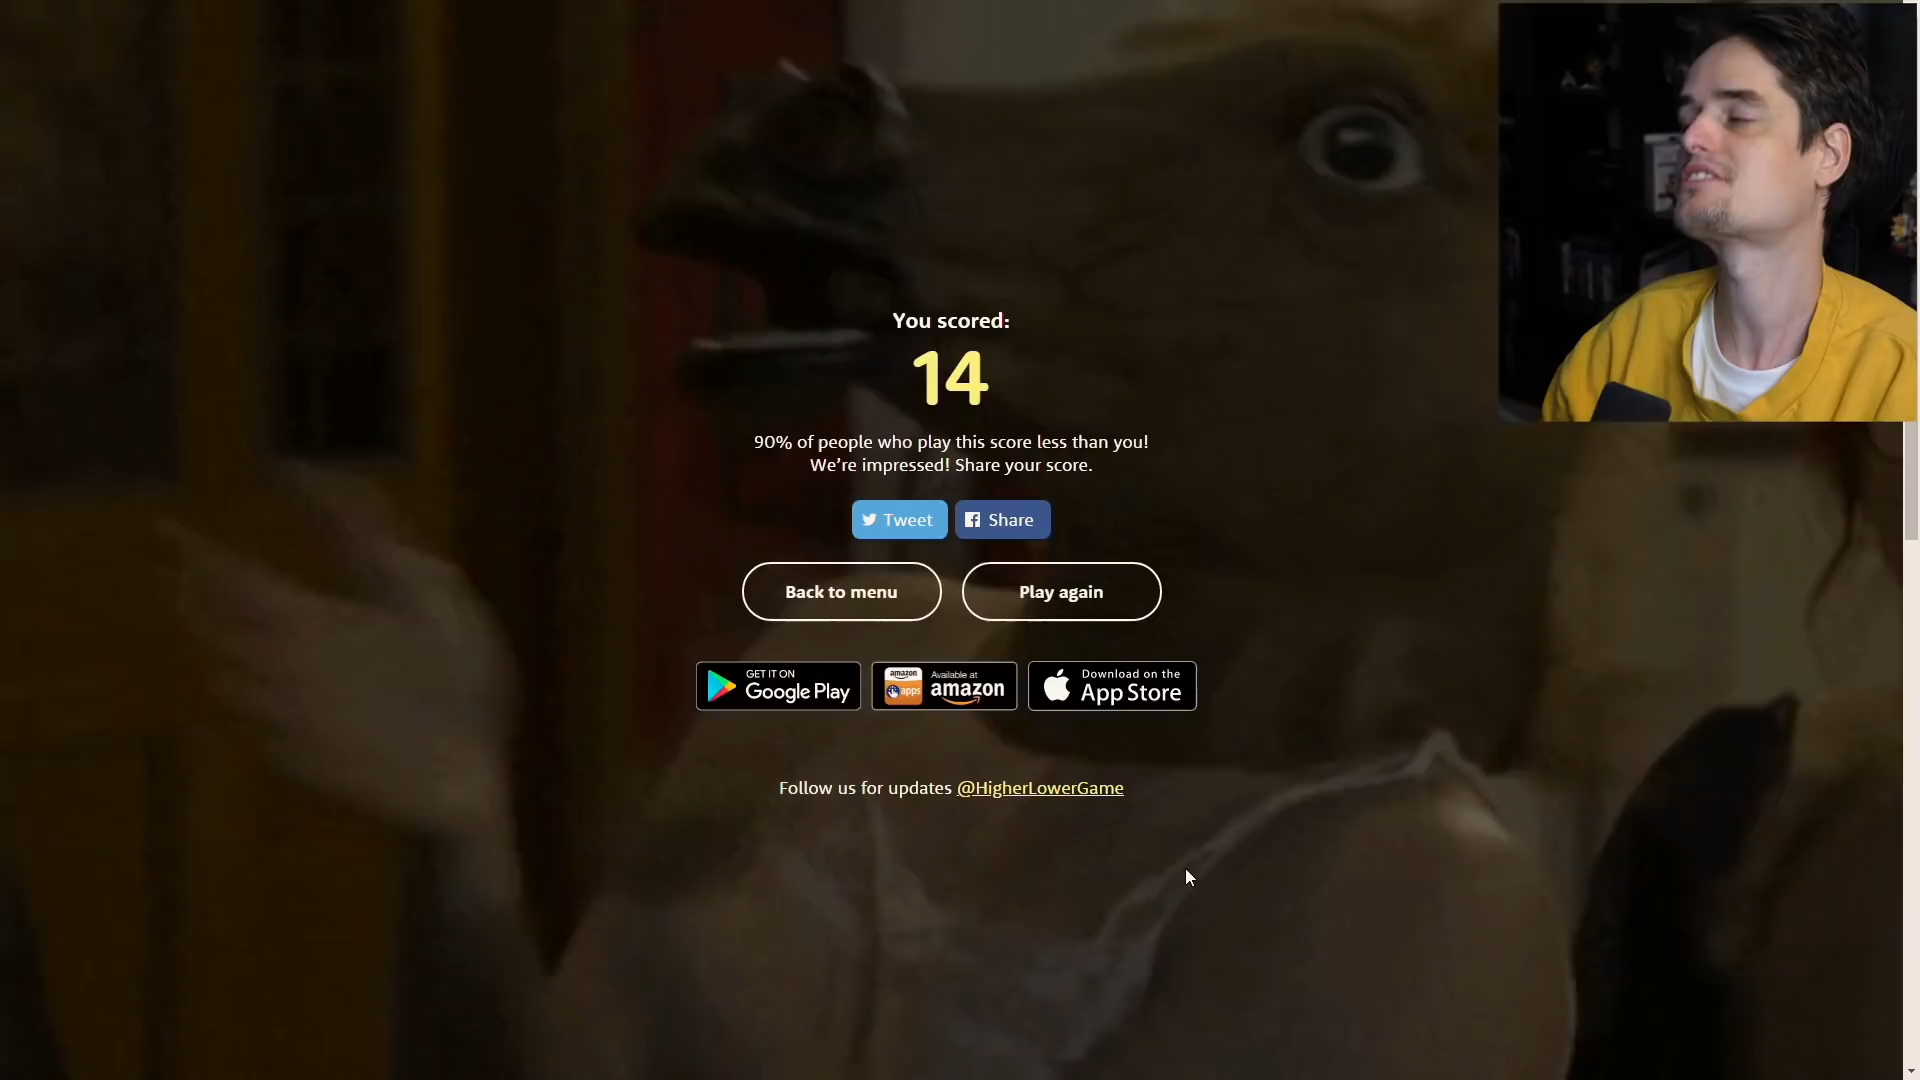 You scored:
14
90% of people who play this score less than you!
We're impressed! Share your score.
Tweet
Share
Back to menu
Play again
GET IT ON
Google Play
amazon
apps
Available at
amazon
Download on the
App Store
Follow us for updates @HigherLowerGame